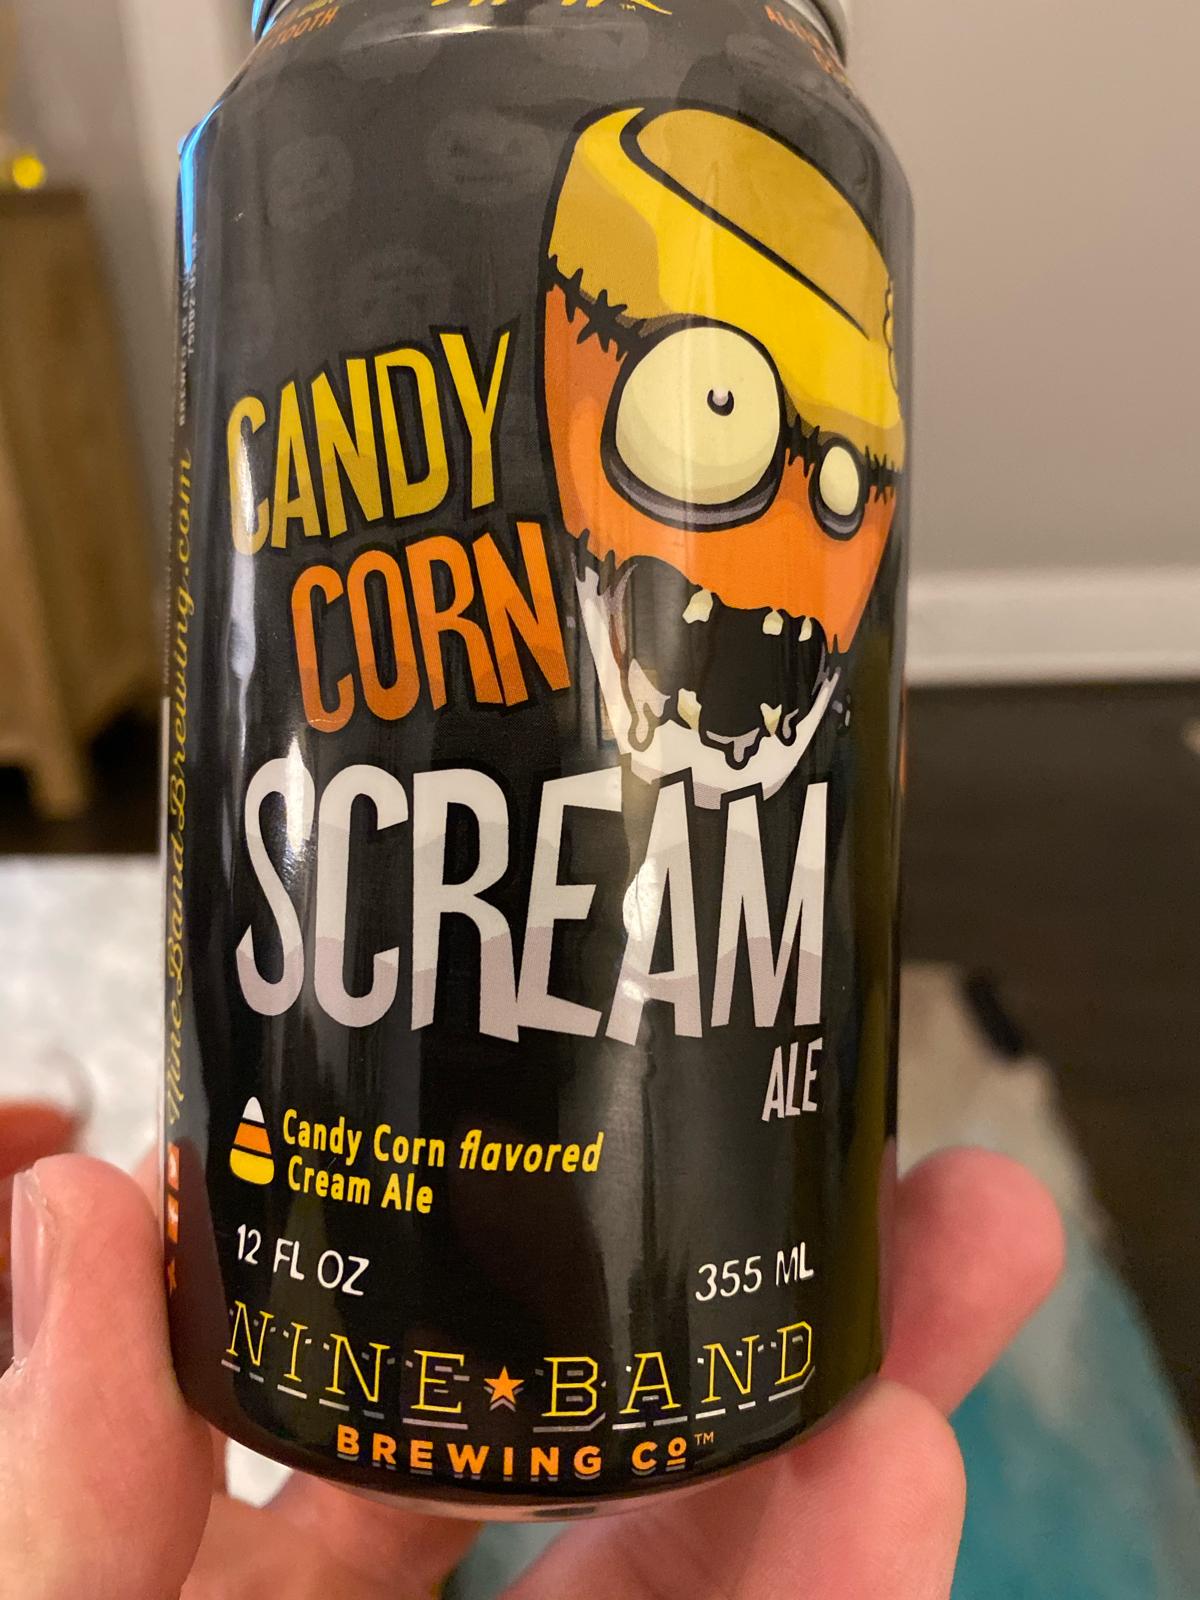 TOOTH
CANDY
CORN
SCREAM
ALE
Candy Corn flavored
Cream Ale
12 FL OZ
355 ML
NINE BAND
BREWING Co™
NineBandBrewing.com